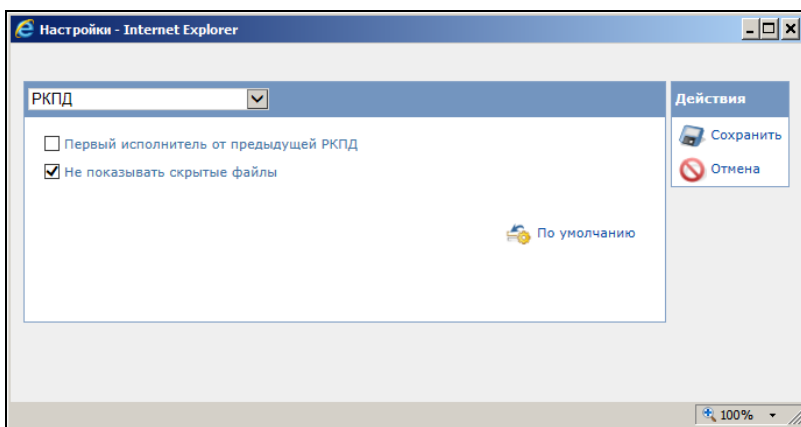 Настройки - Internet Explorer
РКПД
Действия
Первый исполнитель от предыдущей РКПД
Не показывать скрытые файлы
Сохранить
Отмена
По умолчанию
100%